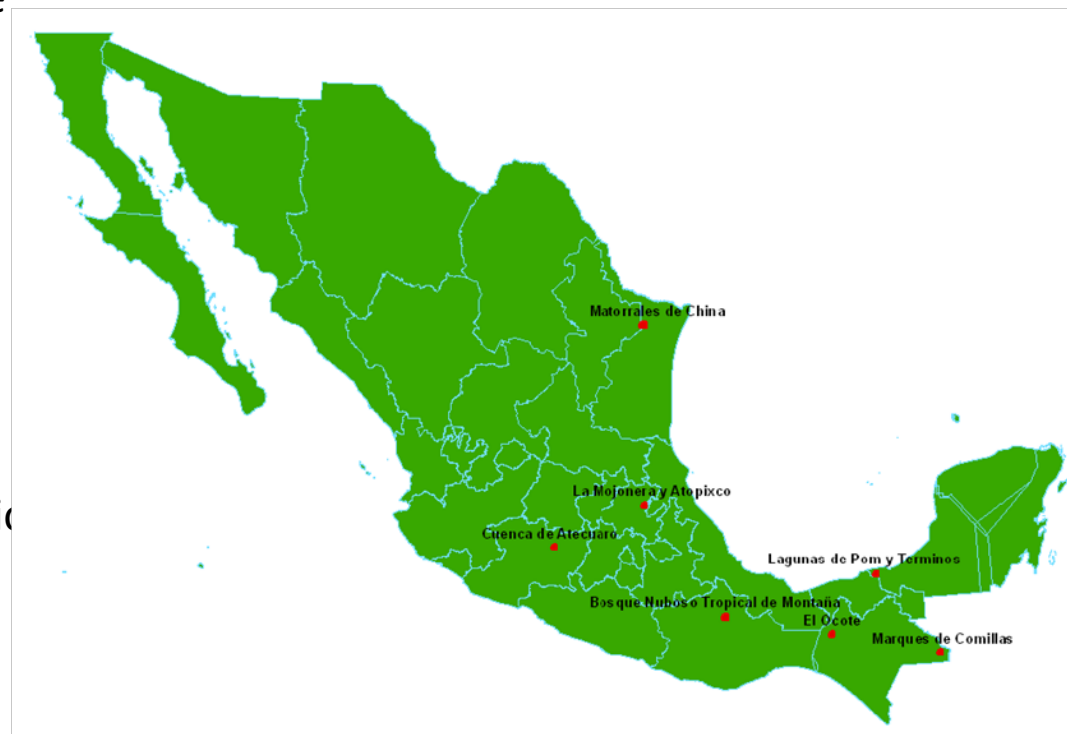 Matorrales de China
La Mojonera y Atopixco
Cuenca de Atecuaro
Lagunas de Pom y Terminos
Bosque Nuboso Tropical de Montaña
El Ocote
Marques de Comillas